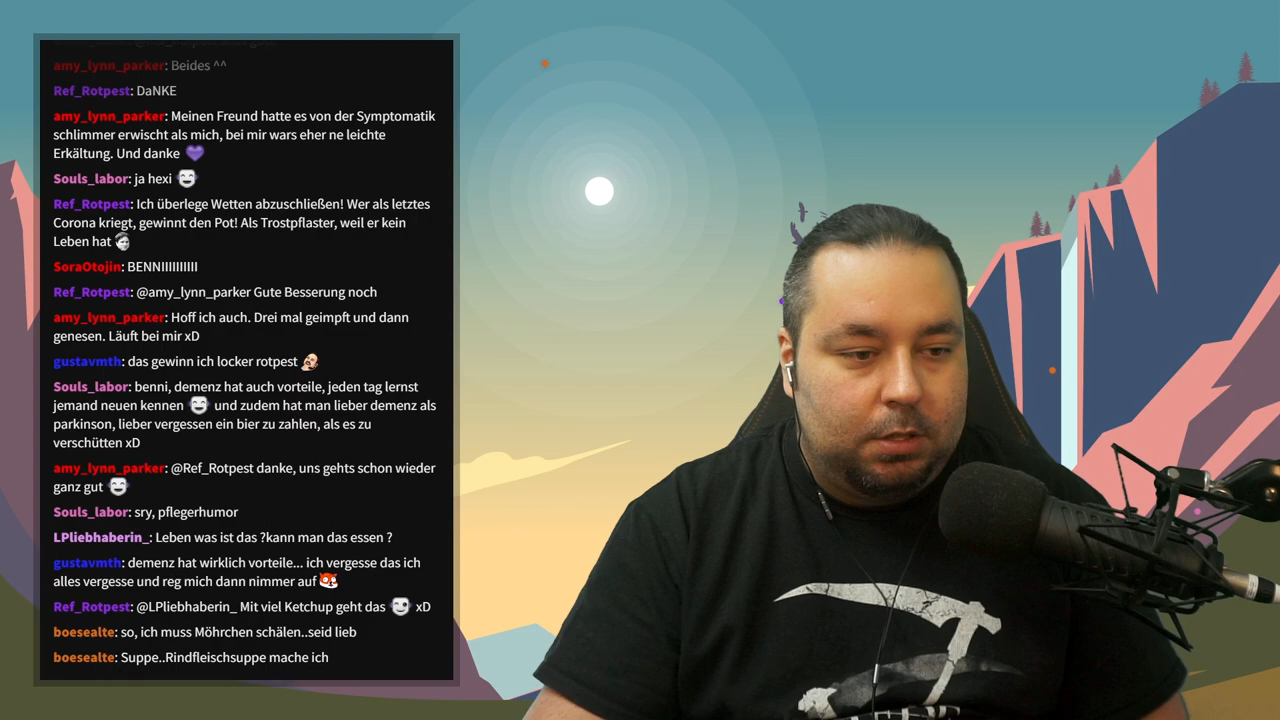 amy_lynn_parker: Beides ^^
Ref_Rotpest: DaNKE
amy_lynn_parker: Meinen Freund hatte es von der Symptomatik
schlimmer erwischt als mich, bei mir wars eher ne leichte
Erkältung. Und danke
Souls_labor: ja hexi
Ref_Rotpest: Ich überlege Wetten abzuschließen! Wer als letztes
Corona kriegt, gewinnt den Pot! Als Trostpflaster, weil er kein
Leben hat
SoraOtojin: BENNIIIIIIIIII
Ref_Rotpest: @amy_lynn_parker Gute Besserung noch
amy_lynn_parker: Hoff ich auch. Drei mal geimpft und dann
genesen. Läuft bei mir xD
gustavmth: das gewinn ich locker rotpest
Souls_labor: benni, demenz hat auch vorteile, jeden tag lernst
jemand neuen kennen und zudem hat man lieber demenz als
parkinson, lieber vergessen ein bier zu zahlen, als es zu
verschütten xD
amy_lynn_parker: @Ref_Rotpest danke, uns gehts schon wieder
ganz gut
Souls_labor: sry, pflegerhumor
LPliebhaberin_: Leben was ist das ?kann man das essen ?
gustavmth: demenz hat wirklich vorteile... ich vergesse das ich
alles vergesse und reg mich dann nimmer auf
Ref_Rotpest: @LPliebhaberin_ Mit viel Ketchup geht das xD
boesealte: so, ich muss Möhrchen schälen..seid lieb
boesealte: Suppe..Rindfleischsuppe mache ich